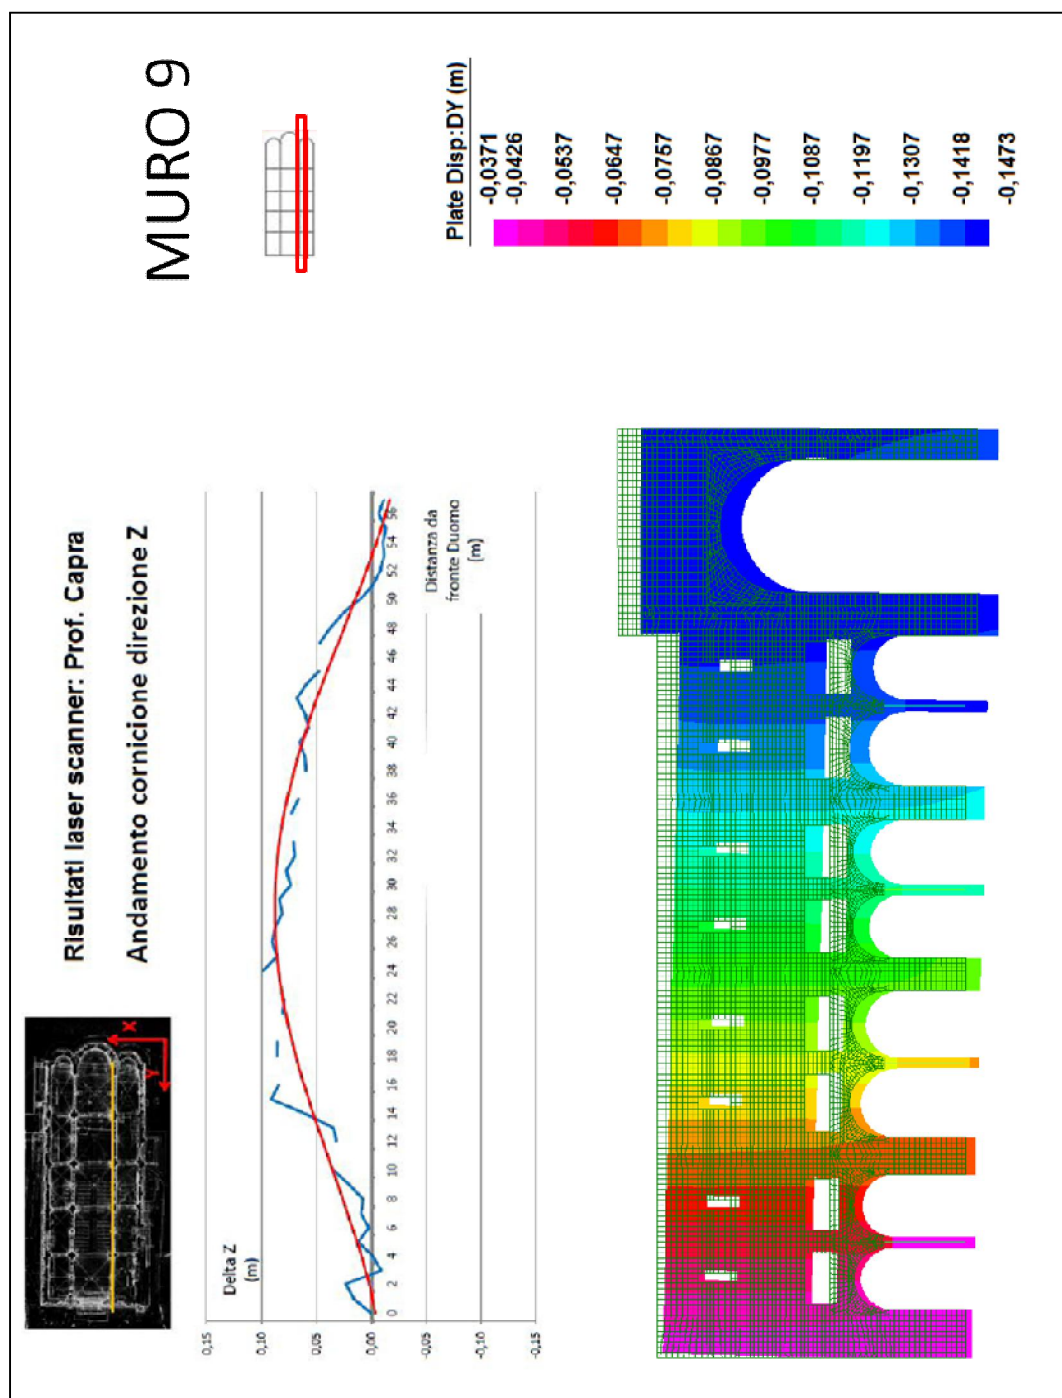 MURO 9
Risultati laser scanner: Prof. Capra
Andamento cornicione direzione Z
X
Y
Delta Z
(m)
0,15
0,10
0,05
0,00
-0,05
-0,10
-0,15
0 2 4 6 8 10 12 14 16 18 20 22 24 26 28 30 32 34 36 38 40 42 44 46 48 50 52 54 56
Distanza da
fronte Duomo
(m)
Plate Disp:DY (m)
-0,0371
-0,0426
-0,0537
-0,0647
-0,0757
-0,0867
-0,0977
-0,1087
-0,1197
-0,1307
-0,1418
-0,1473